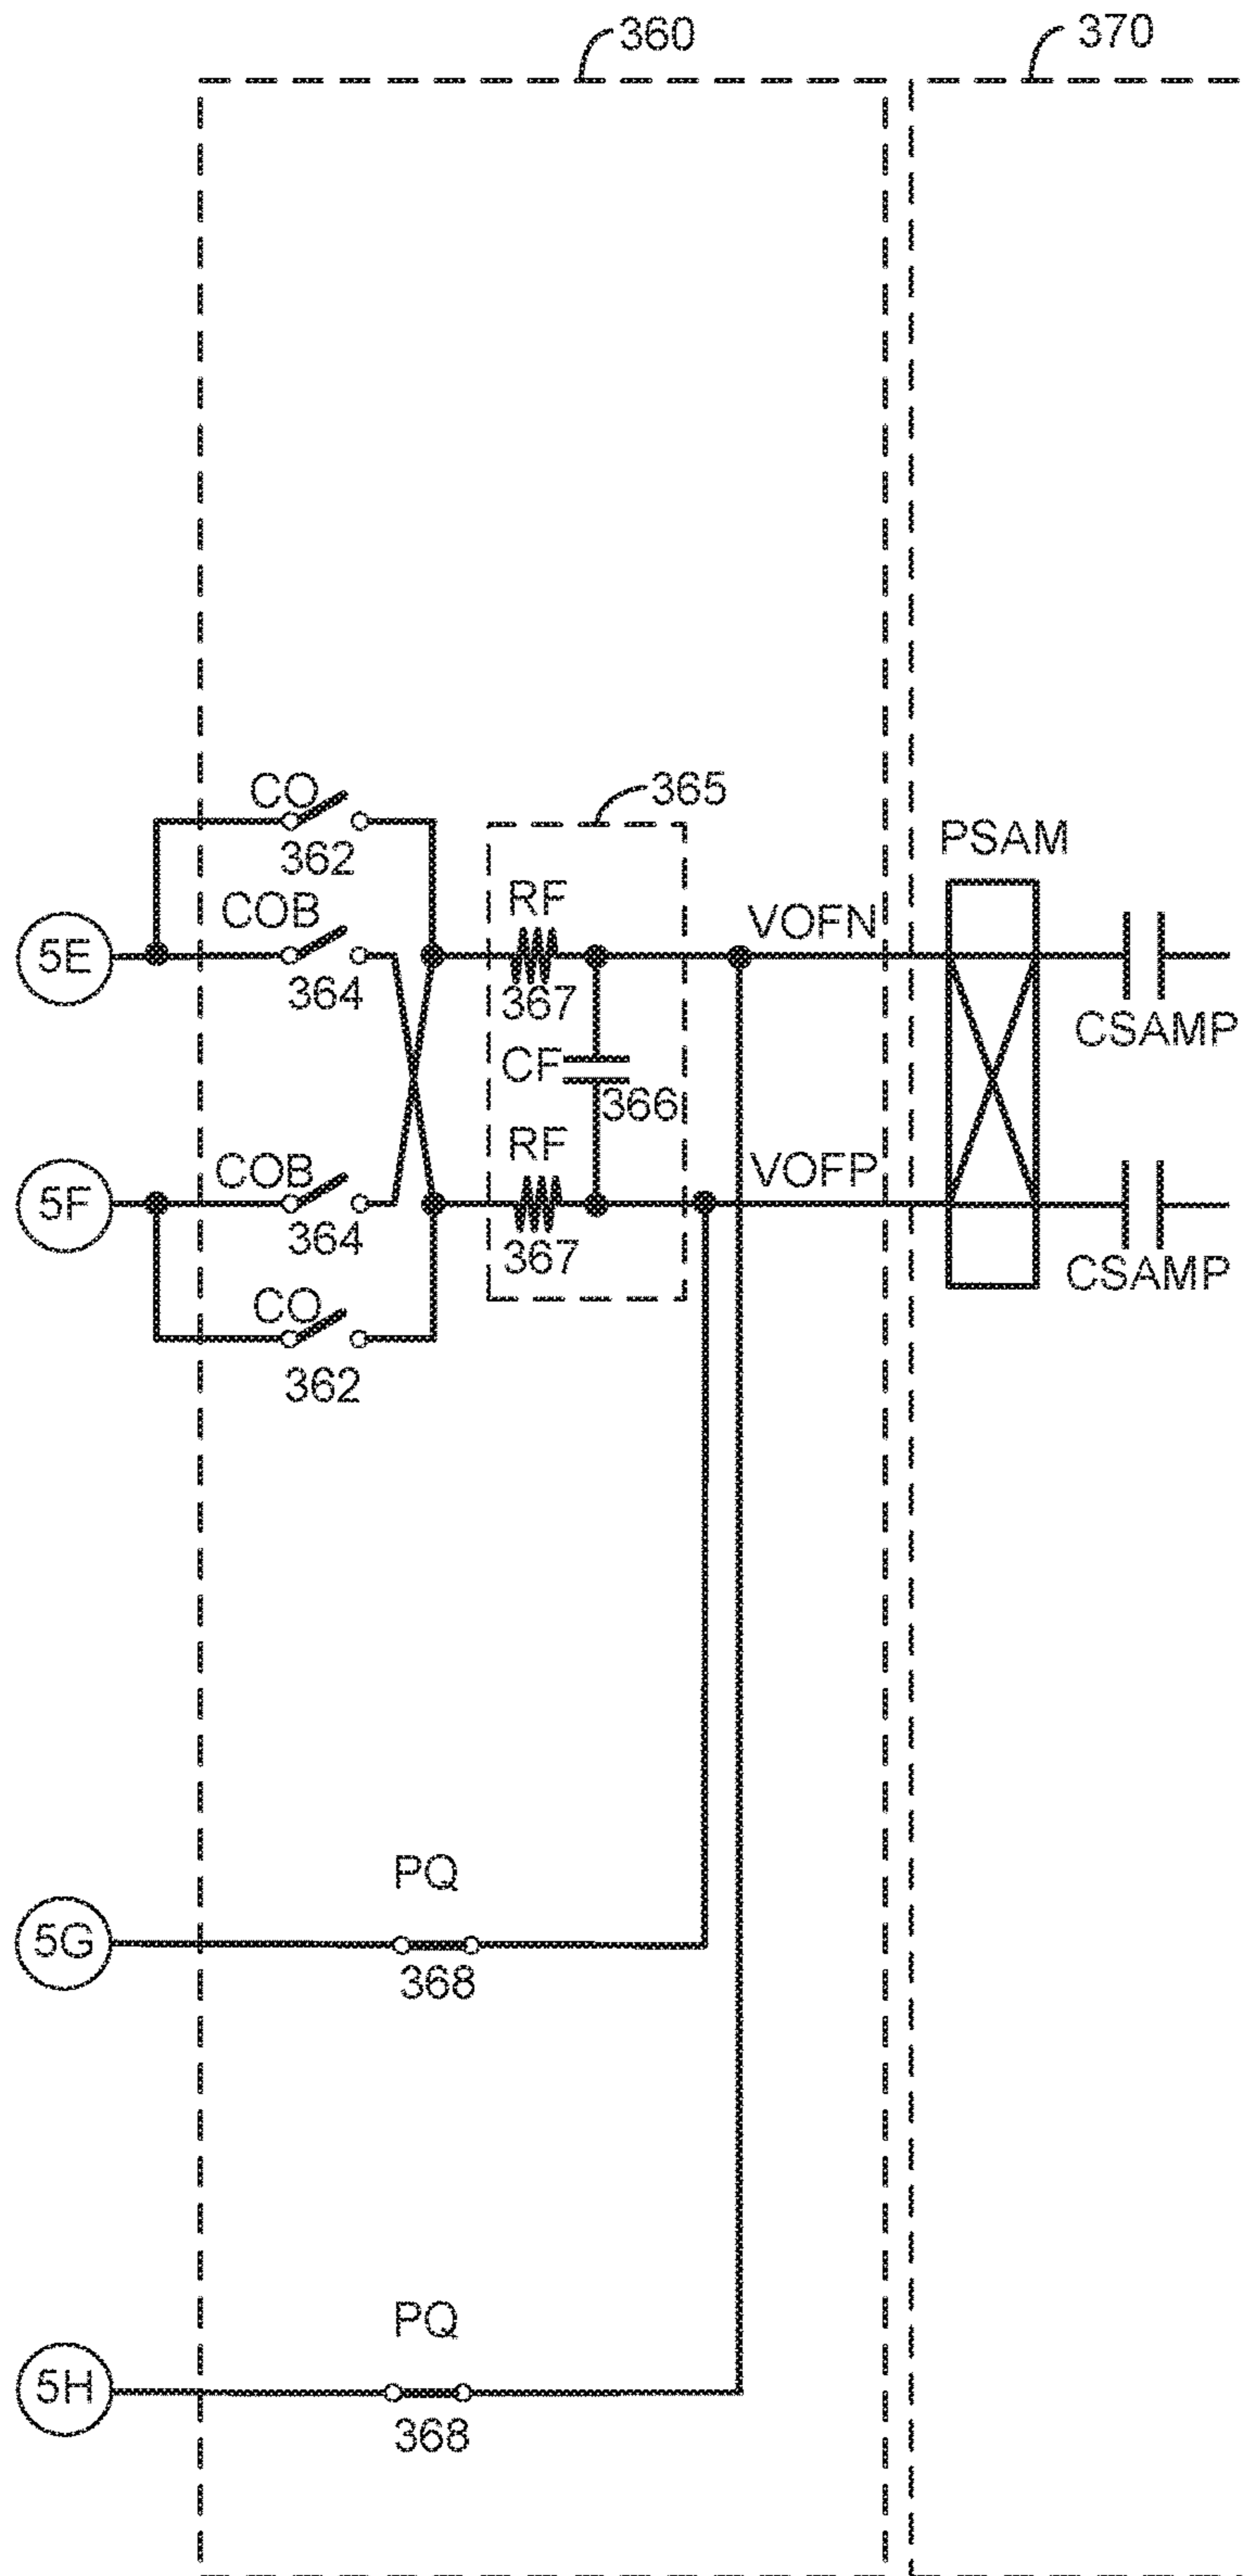 360
370
CO
362
365
PSAM
COB
RF
VOFN
5E
364
367
CF
366
CSAMP
RF
COB
VOFP
5F
364
367
CSAMP
CO
362
PQ
5G
368
PQ
5H
368